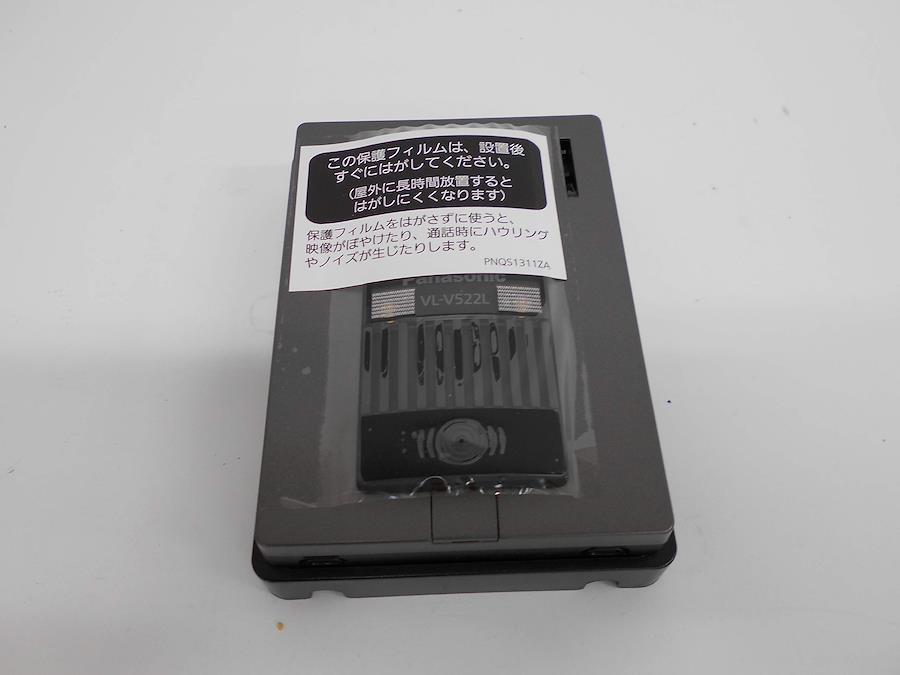 この保護フィルムは、設置後
すぐにはがしてください。
(屋外に長時間放置すると
はがしにくくなります)
保護フィルムをはがさずに使うと、
映像がぼやけたり、通話時にハウリング
やノイズが生じたりします。
PNQS1311ZA
Panasonic
VL-V522L